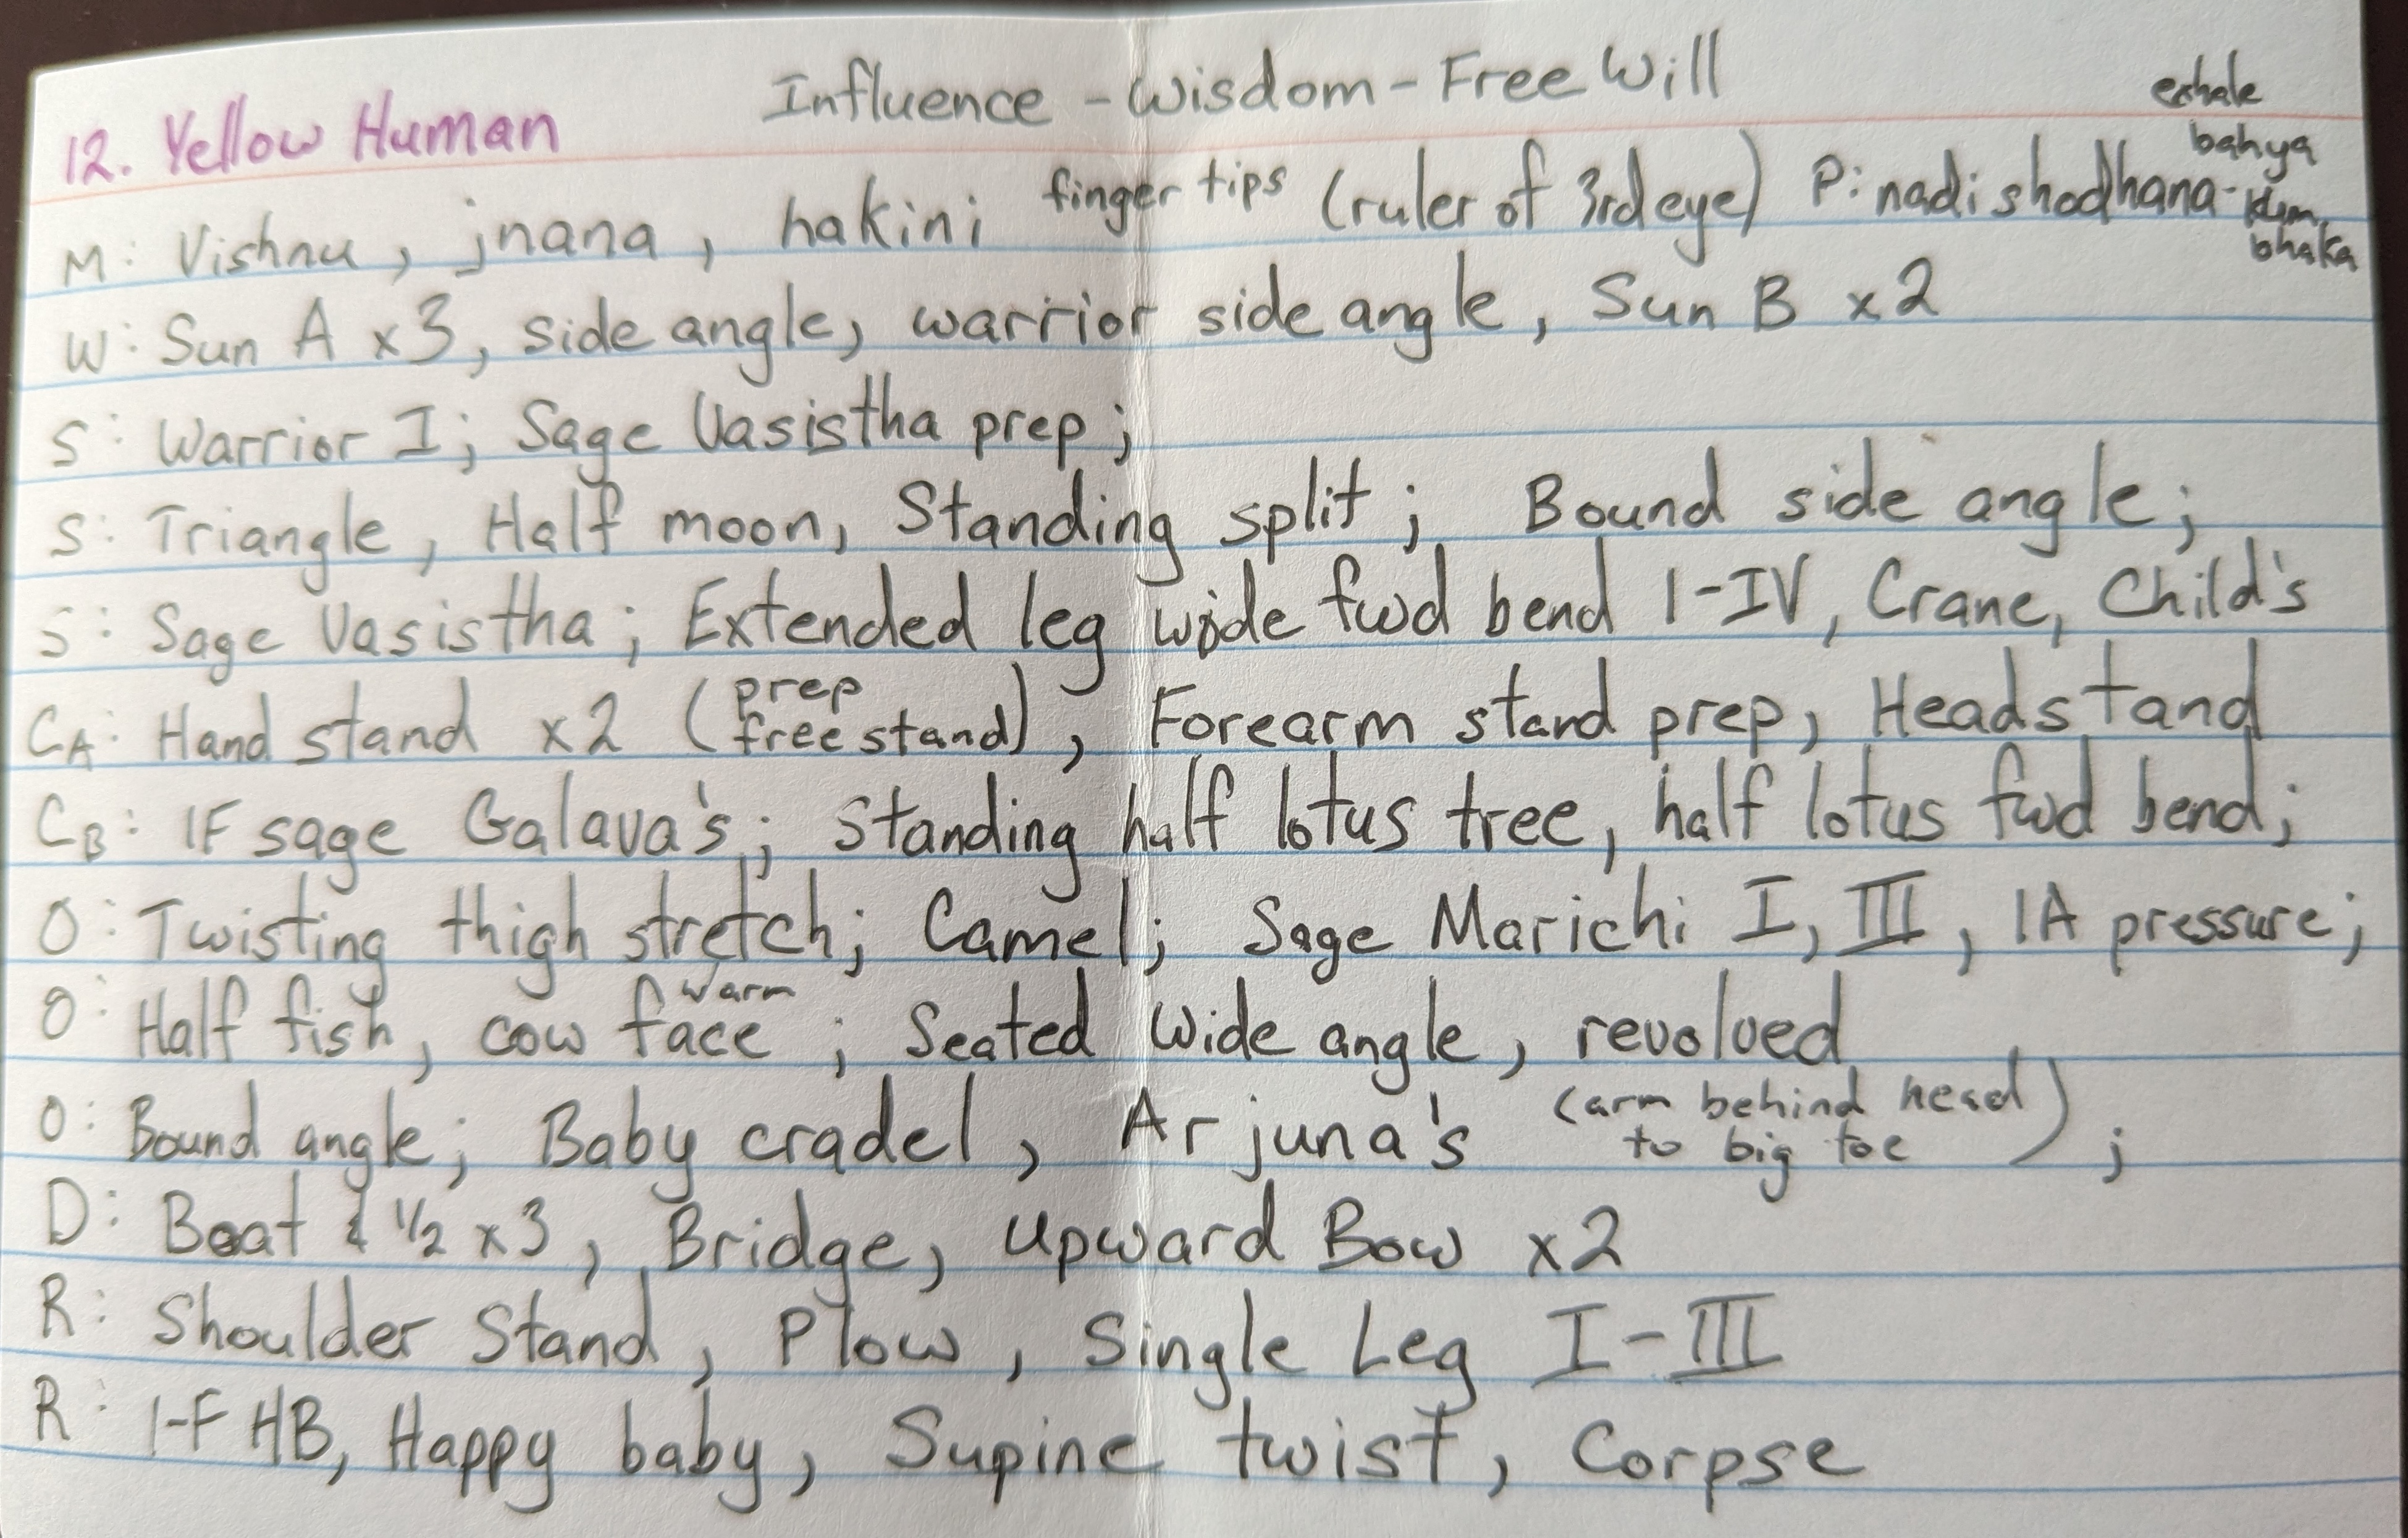 12. Yellow Human Influence - Wisdom - Free Will
M: Vishnu, jnana, hakini finger tips (ruler of 3rd eye) P: nadi shodhana - exhale bahya kumbhaka
W: Sun A x3, side angle, warrior side angle, Sun B x2
S: Warrior I; Sage Vasistha prep;
S: Triangle, Half moon, Standing split; Bound side angle;
S: Sage Vasistha; Extended leg wide fwd bend I-IV, Crane, Child's
CA: Hand stand x2 (prep free stand), Forearm stand prep, Headstand
CB: 1F sage Galava's; Standing half lotus tree, half lotus fwd bend;
O: Twisting thigh stretch; Camel; Sage Marichi I, III, 1A pressure;
O: Half fish, cow face warm; Seated wide angle, revolved
O: Bound angle; Baby cradel, Arjuna's (arm behind head to big toe);
D: Boat & 1/2 x3, Bridge, Upward Bow x2
R: Shoulder Stand, Plow, Single Leg I-III
R: 1-F HB, Happy baby, Supine twist, Corpse